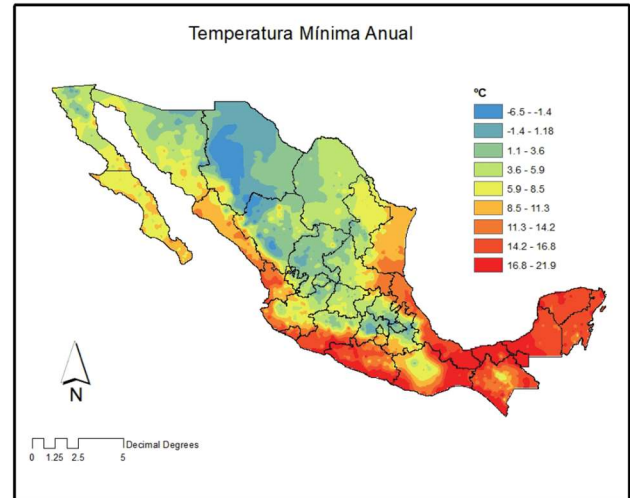 Temperatura Mínima Anual
ºC
-6.5 - -1.4
-1.4 - 1.18
1.1 - 3.6
3.6 - 5.9
5.9 - 8.5
8.5 - 11.3
11.3 - 14.2
14.2 - 16.8
16.8 - 21.9
N
Decimal Degrees
0 1.25 2.5 5